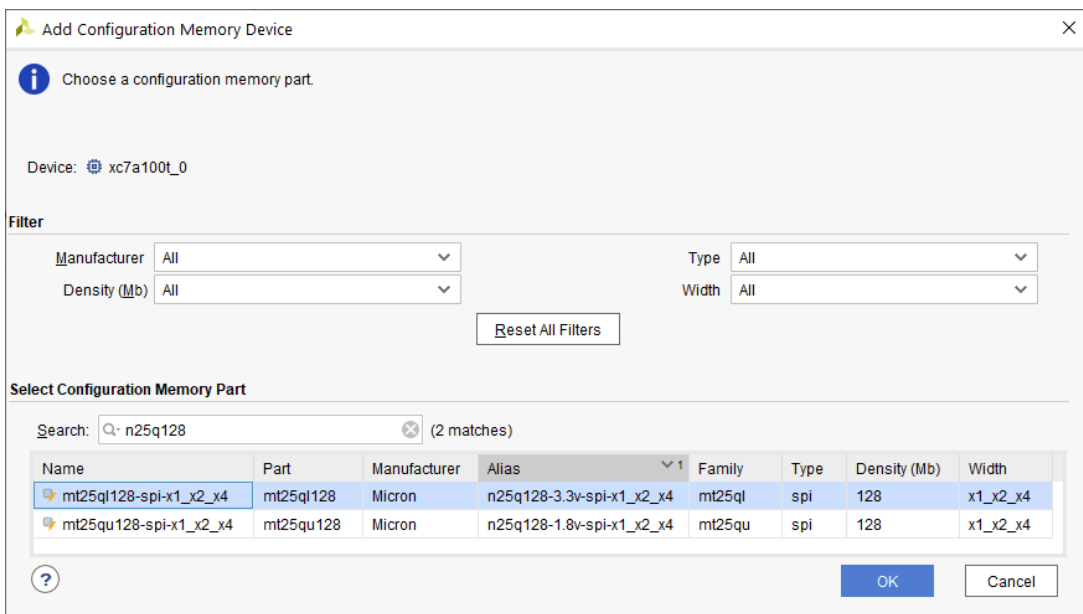 Add Configuration Memory Device
Choose a configuration memory part.
Device: xc7a100t_0
Filter
Manufacturer All Type All
Density (Mb) All Width All
Reset All Filters
Select Configuration Memory Part
Search: n25q128 (2 matches)
Name Part Manufacturer Alias 1 Family Type Density (Mb) Width
mt25ql128-spi-x1_x2_x4 mt25ql128 Micron n25q128-3.3v-spi-x1_x2_x4 mt25ql spi 128 x1_x2_x4
mt25qu128-spi-x1_x2_x4 mt25qu128 Micron n25q128-1.8v-spi-x1_x2_x4 mt25qu spi 128 x1_x2_x4
? OK Cancel